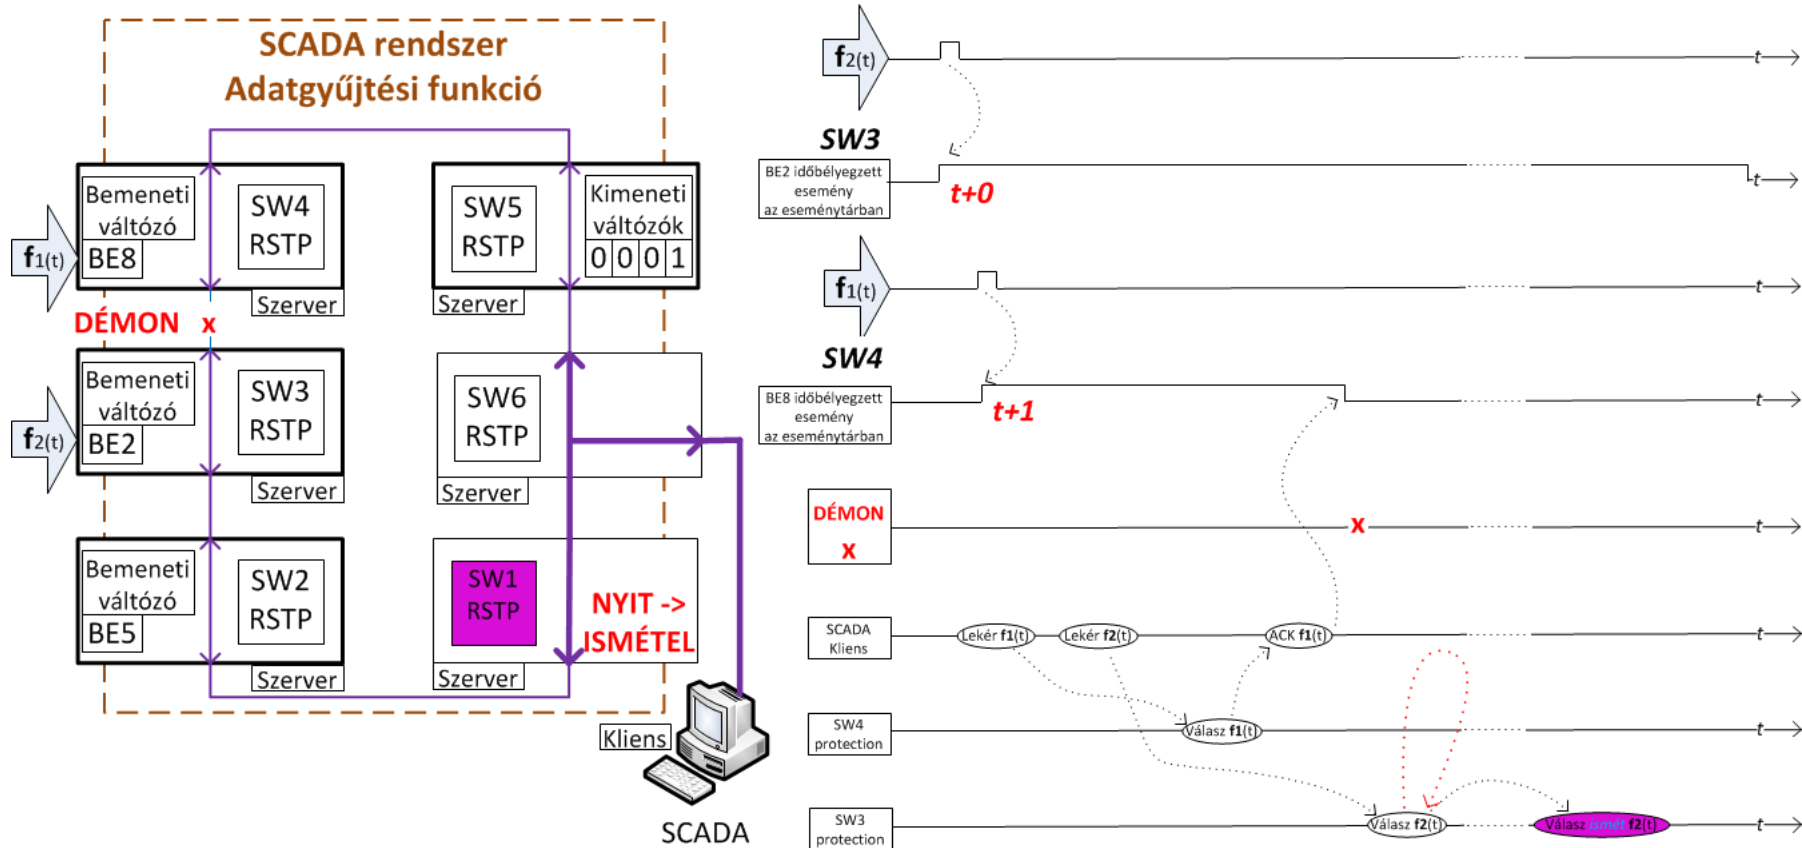 SCADA rendszer
Adatgyűjtési funkció
Bemeneti
váltózó
BE8
SW4
RSTP
Szerver
f1(t)
SW5
RSTP
Kimeneti
váltózók
0 0 0 1
Szerver
DÉMON x
Bemeneti
váltózó
BE2
SW3
RSTP
Szerver
f2(t)
SW6
RSTP
Szerver
Bemeneti
váltózó
BE5
SW2
RSTP
Szerver
SW1
RSTP
NYIT ->
ISMÉTEL
Szerver
Kliens
SCADA
f2(t)
t
SW3
BE2 időbélyegzett
esemény
az eseménytárban
t+0
t
f1(t)
t
SW4
BE8 időbélyegzett
esemény
az eseménytárban
t+1
t
DÉMON
x
x
t
SCADA
Kliens
Lekér f1(t)
Lekér f2(t)
ACK f1(t)
t
SW4
protection
Válasz f1(t)
t
SW3
protection
Válasz f2(t)
Válasz ismét f2(t)
t